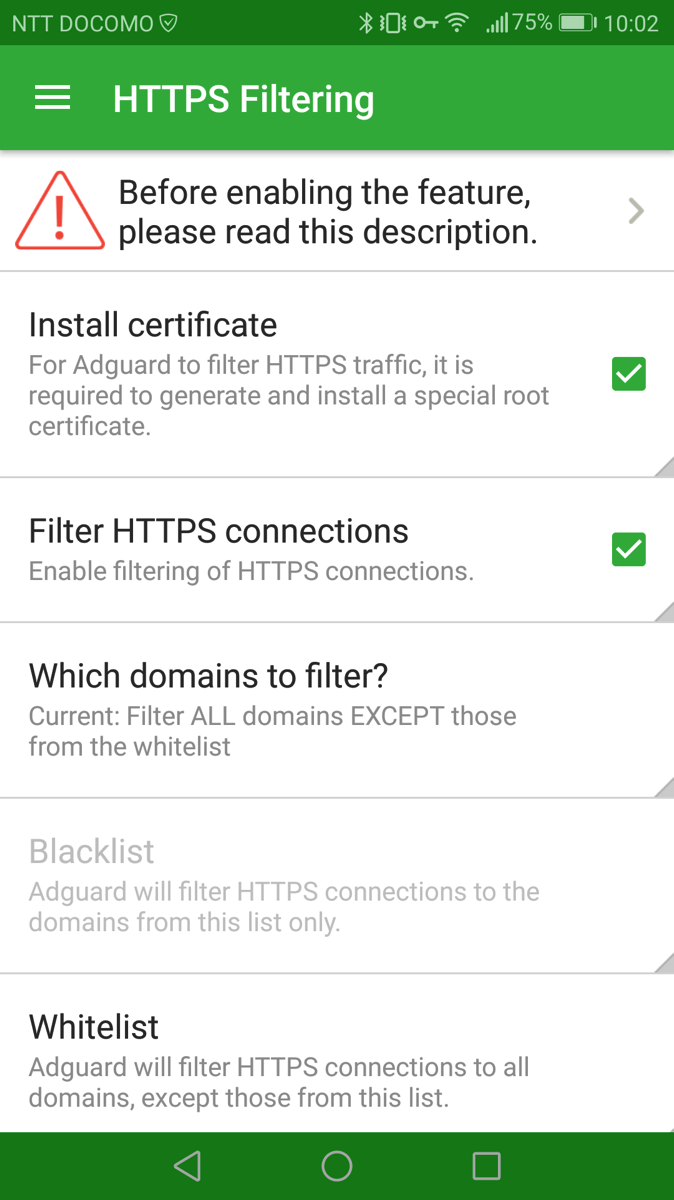 NTT DOCOMO 75% 10:02
HTTPS Filtering
Before enabling the feature,
please read this description.
Install certificate
For Adguard to filter HTTPS traffic, it is
required to generate and install a special root
certificate.
Filter HTTPS connections
Enable filtering of HTTPS connections.
Which domains to filter?
Current: Filter ALL domains EXCEPT those
from the whitelist
Blacklist
Adguard will filter HTTPS connections to the
domains from this list only.
Whitelist
Adguard will filter HTTPS connections to all
domains, except those from this list.